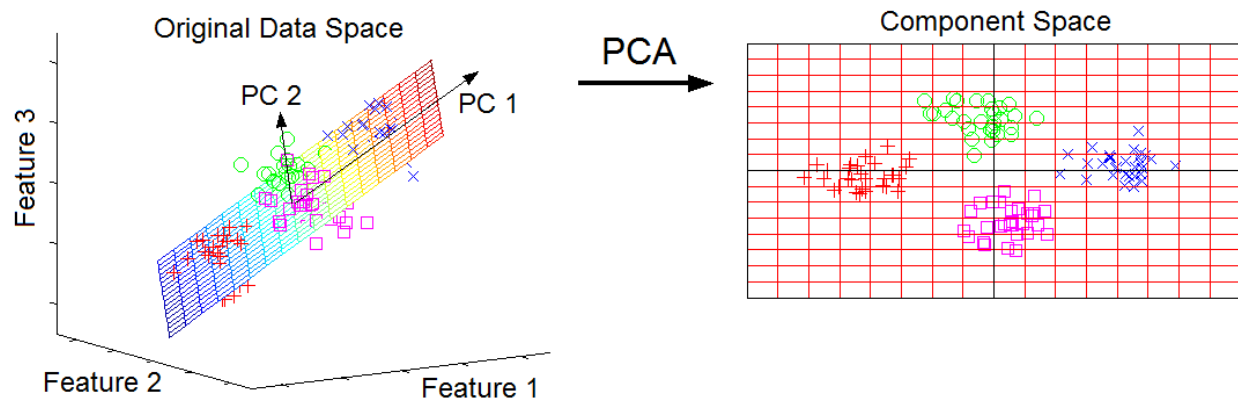 Original Data Space
PC 2
PC 1
Feature 3
Feature 2
Feature 1
PCA
Component Space